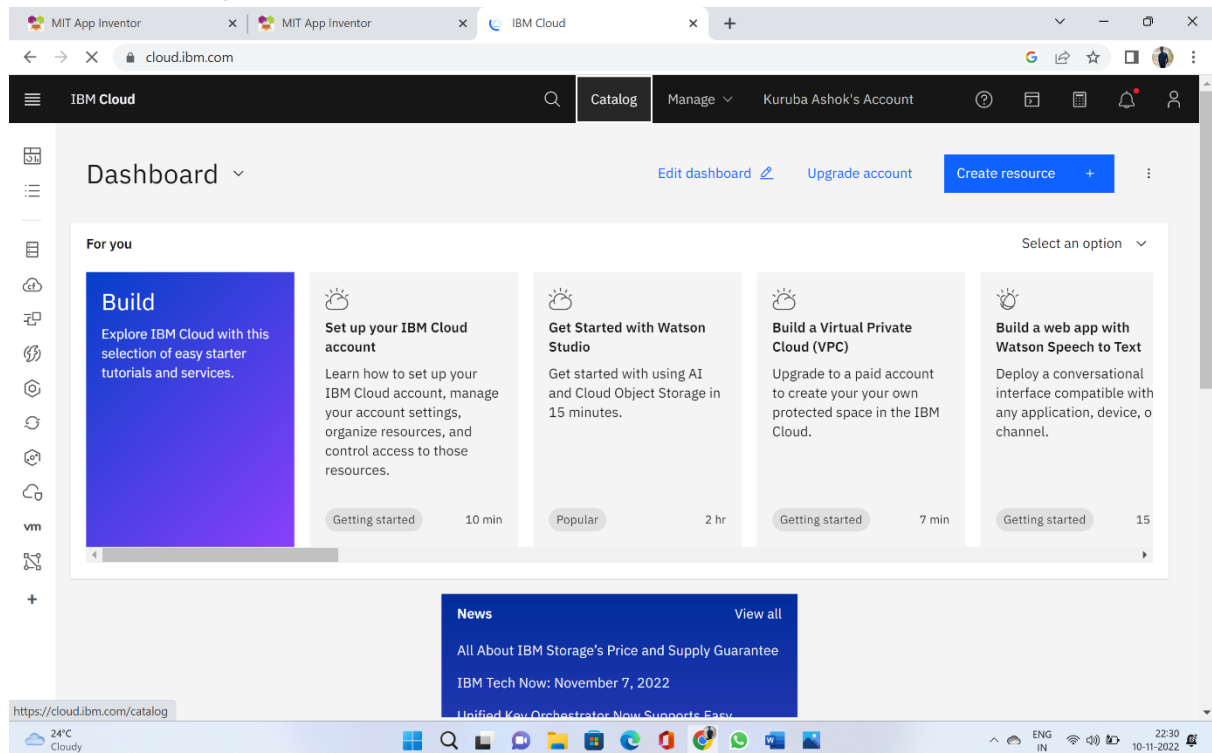 MIT App Inventor
MIT App Inventor
IBM Cloud
cloud.ibm.com
IBM Cloud
Catalog
Manage
Kuruba Ashok's Account
Dashboard
Edit dashboard
Upgrade account
Create resource +
For you
Select an option
Build
Explore IBM Cloud with this
selection of easy starter
tutorials and services.
Set up your IBM Cloud
account
Learn how to set up your
IBM Cloud account, manage
your account settings,
organize resources, and
control access to those
resources.
Getting started
10 min
Get Started with Watson
Studio
Get started with using AI
and Cloud Object Storage in
15 minutes.
Popular
2 hr
Build a Virtual Private
Cloud (VPC)
Upgrade to a paid account
to create your your own
protected space in the IBM
Cloud.
Getting started
7 min
Build a web app with
Watson Speech to Text
Deploy a conversational
interface compatible with
any application, device, o
channel.
Getting started
15
cf
vm
News
View all
All About IBM Storage's Price and Supply Guarantee
IBM Tech Now: November 7, 2022
Unified Key Orchestrator Now Supports Easy
https://cloud.ibm.com/catalog
24°C
Cloudy
ENG
IN
22:30
10-11-2022